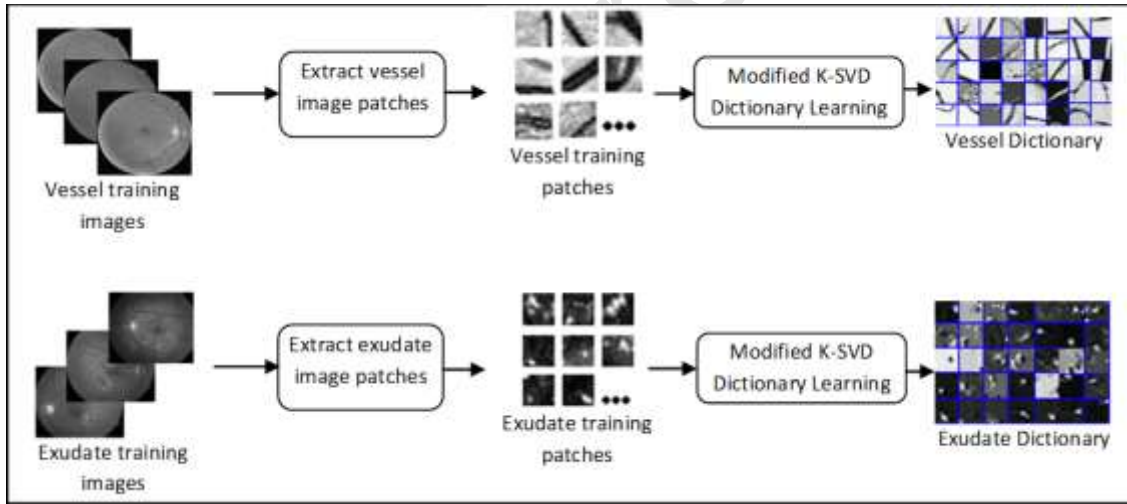 Extract vessel
image patches
Modified K-SVD
Dictionary Learning
Vessel training
images
Vessel training
patches
Vessel Dictionary
Extract exudate
image patches
Modified K-SVD
Dictionary Learning
Exudate training
images
Exudate training
patches
Exudate Dictionary